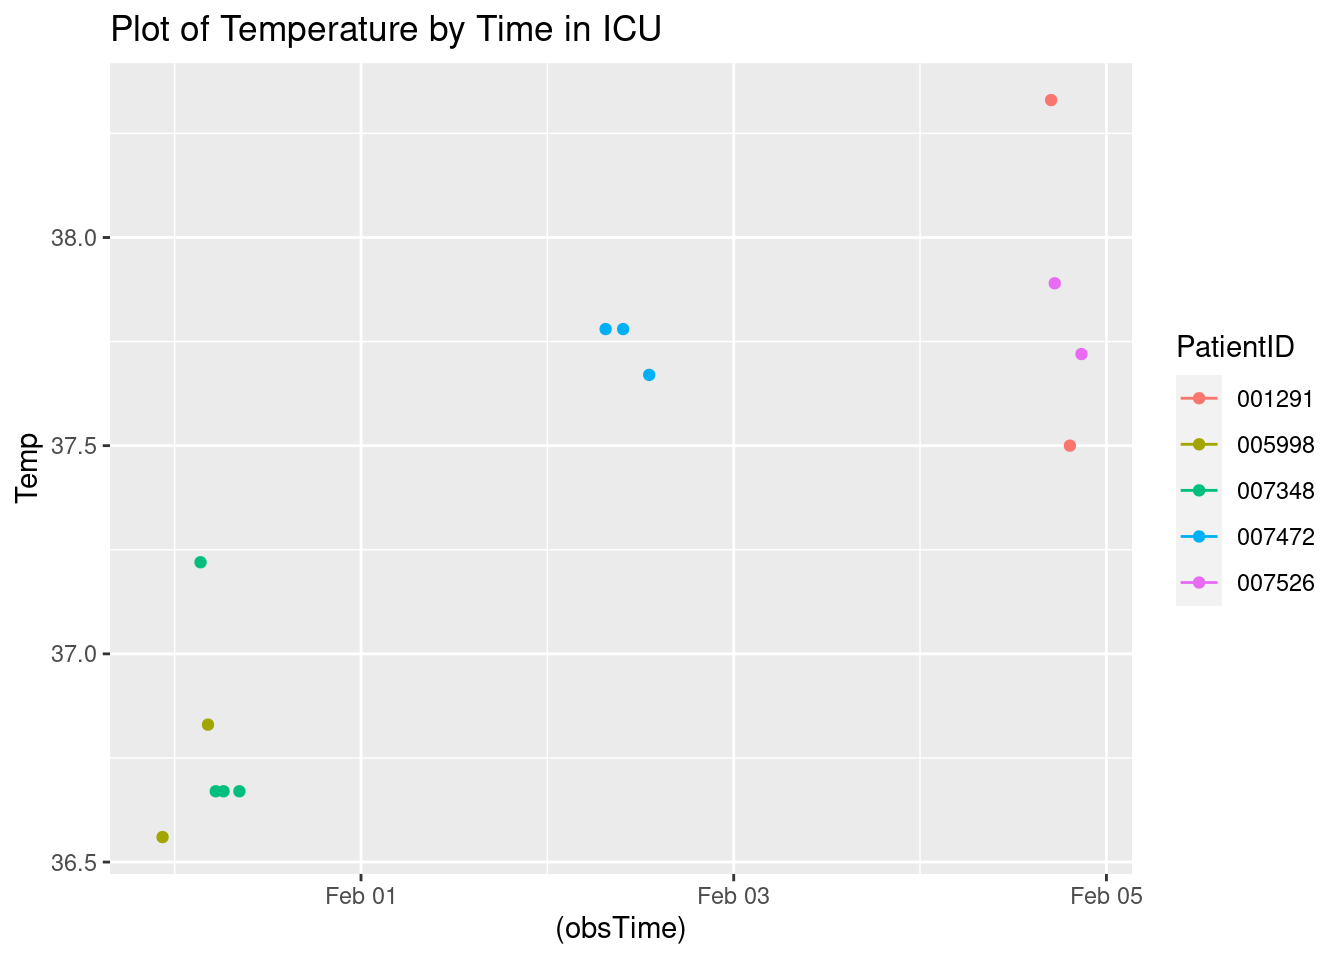 Plot of Temperature by Time in ICU
Temp
38.0
37.5
37.0
36.5
Feb 01
Feb 03
Feb 05
(obsTime)
PatientID
001291
005998
007348
007472
007526